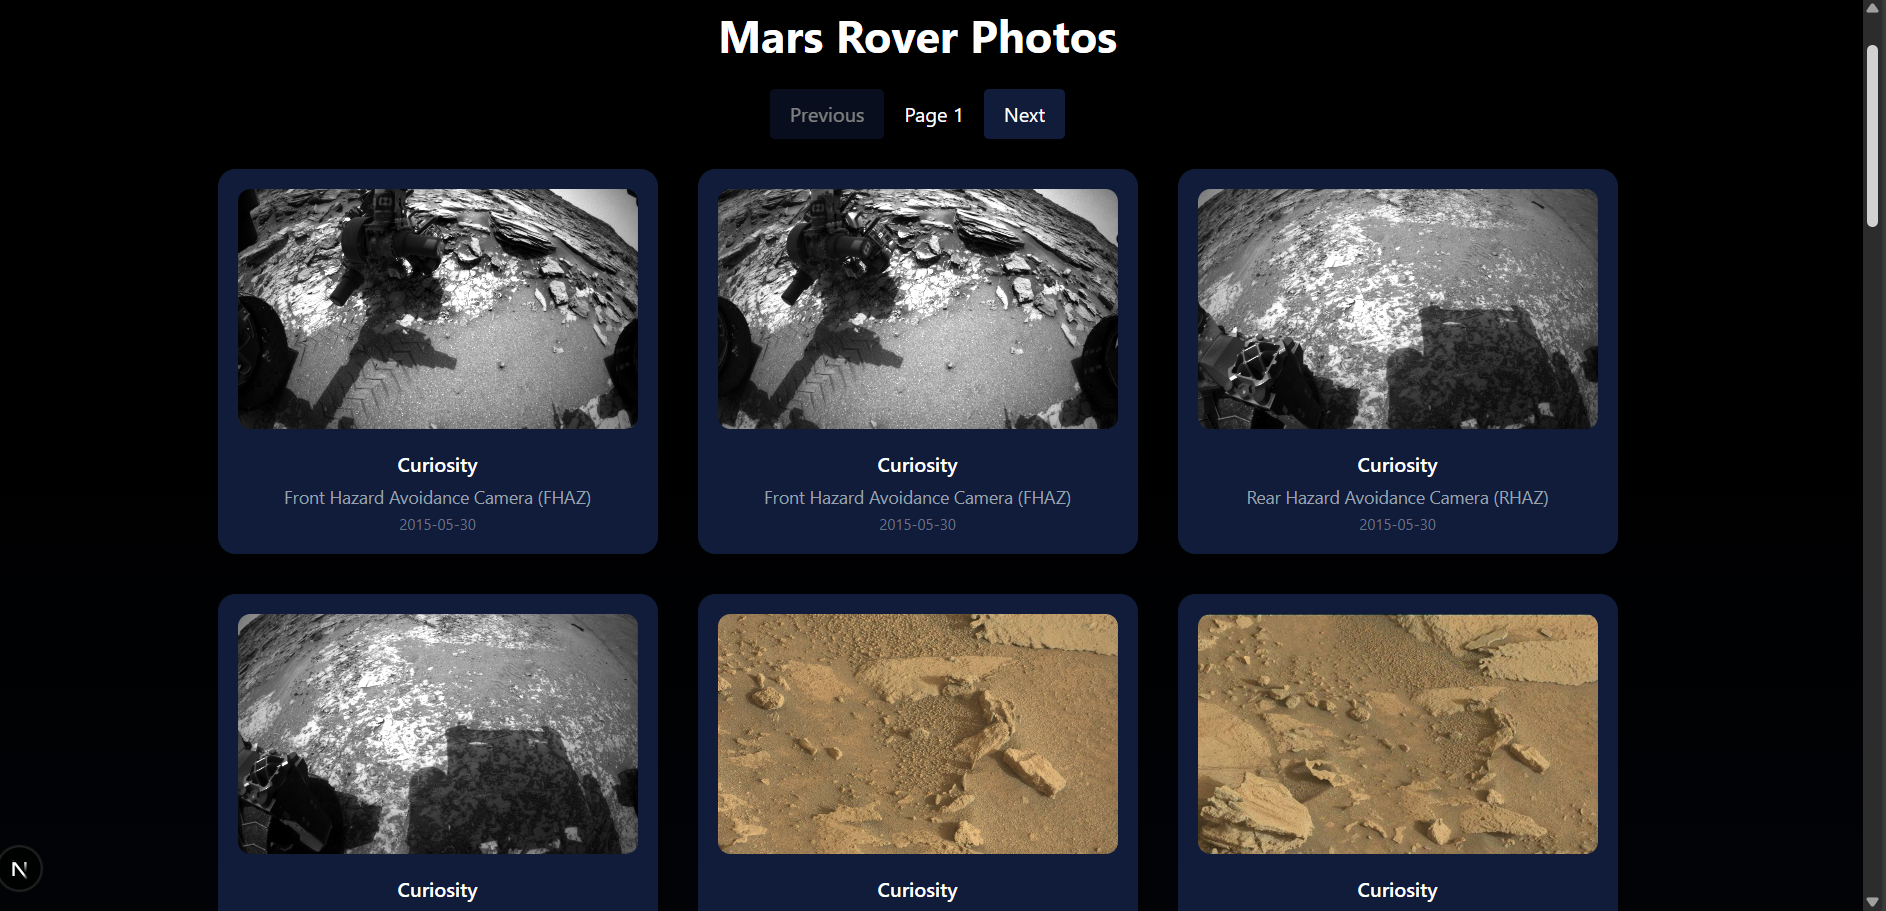 Mars Rover Photos
Previous Page 1 Next
Curiosity
Front Hazard Avoidance Camera (FHAZ)
2015-05-30
Curiosity
Front Hazard Avoidance Camera (FHAZ)
2015-05-30
Curiosity
Rear Hazard Avoidance Camera (RHAZ)
2015-05-30
Curiosity
Curiosity
Curiosity
N